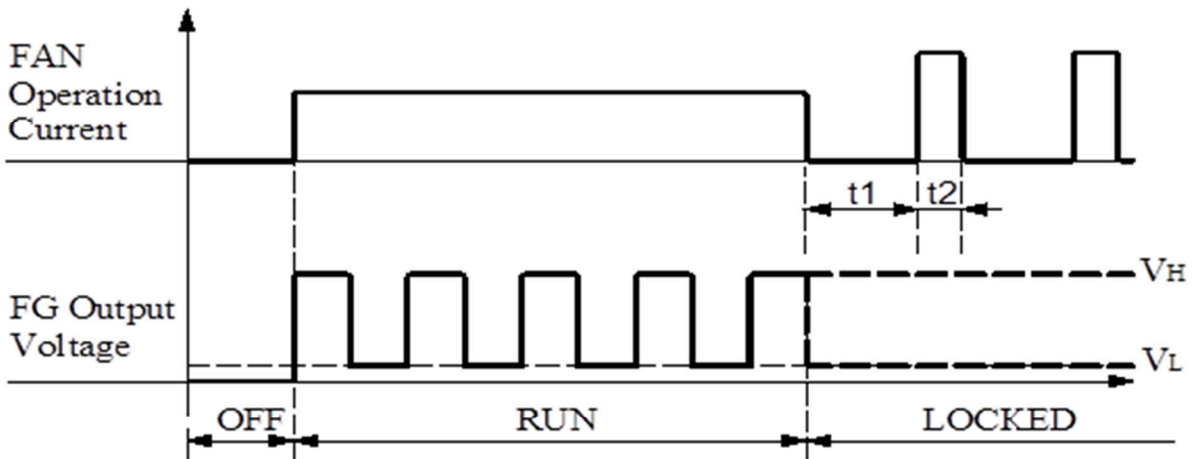 FAN
Operation
Current
t1
t2
FG Output
Voltage
VH
VL
OFF
RUN
LOCKED